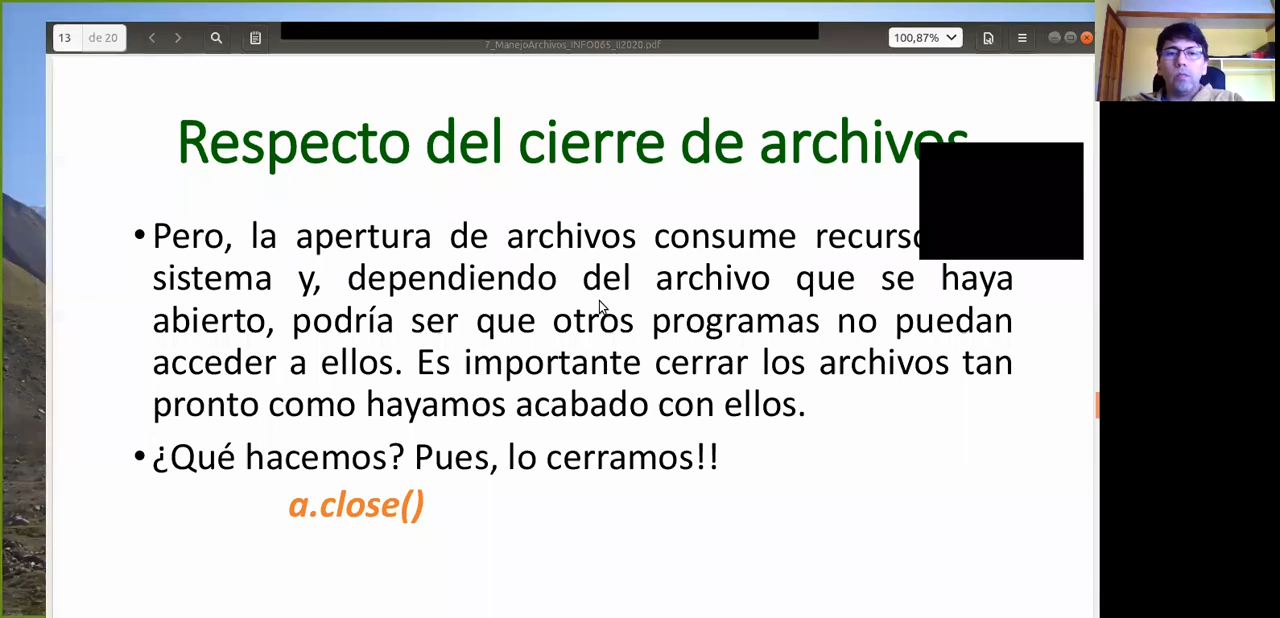 13 de 20
7_ManejoArchivos_INFO065_II2020.pdf
100,87%
Respecto del cierre de archivos
•Pero, la apertura de archivos consume
sistema y, dependiendo del archivo que se haya
abierto, podría ser que otros programas no puedan
acceder a ellos. Es importante cerrar los archivos tan
pronto como hayamos acabado con ellos.
•¿Qué hacemos? Pues, lo cerramos!!
a.close()